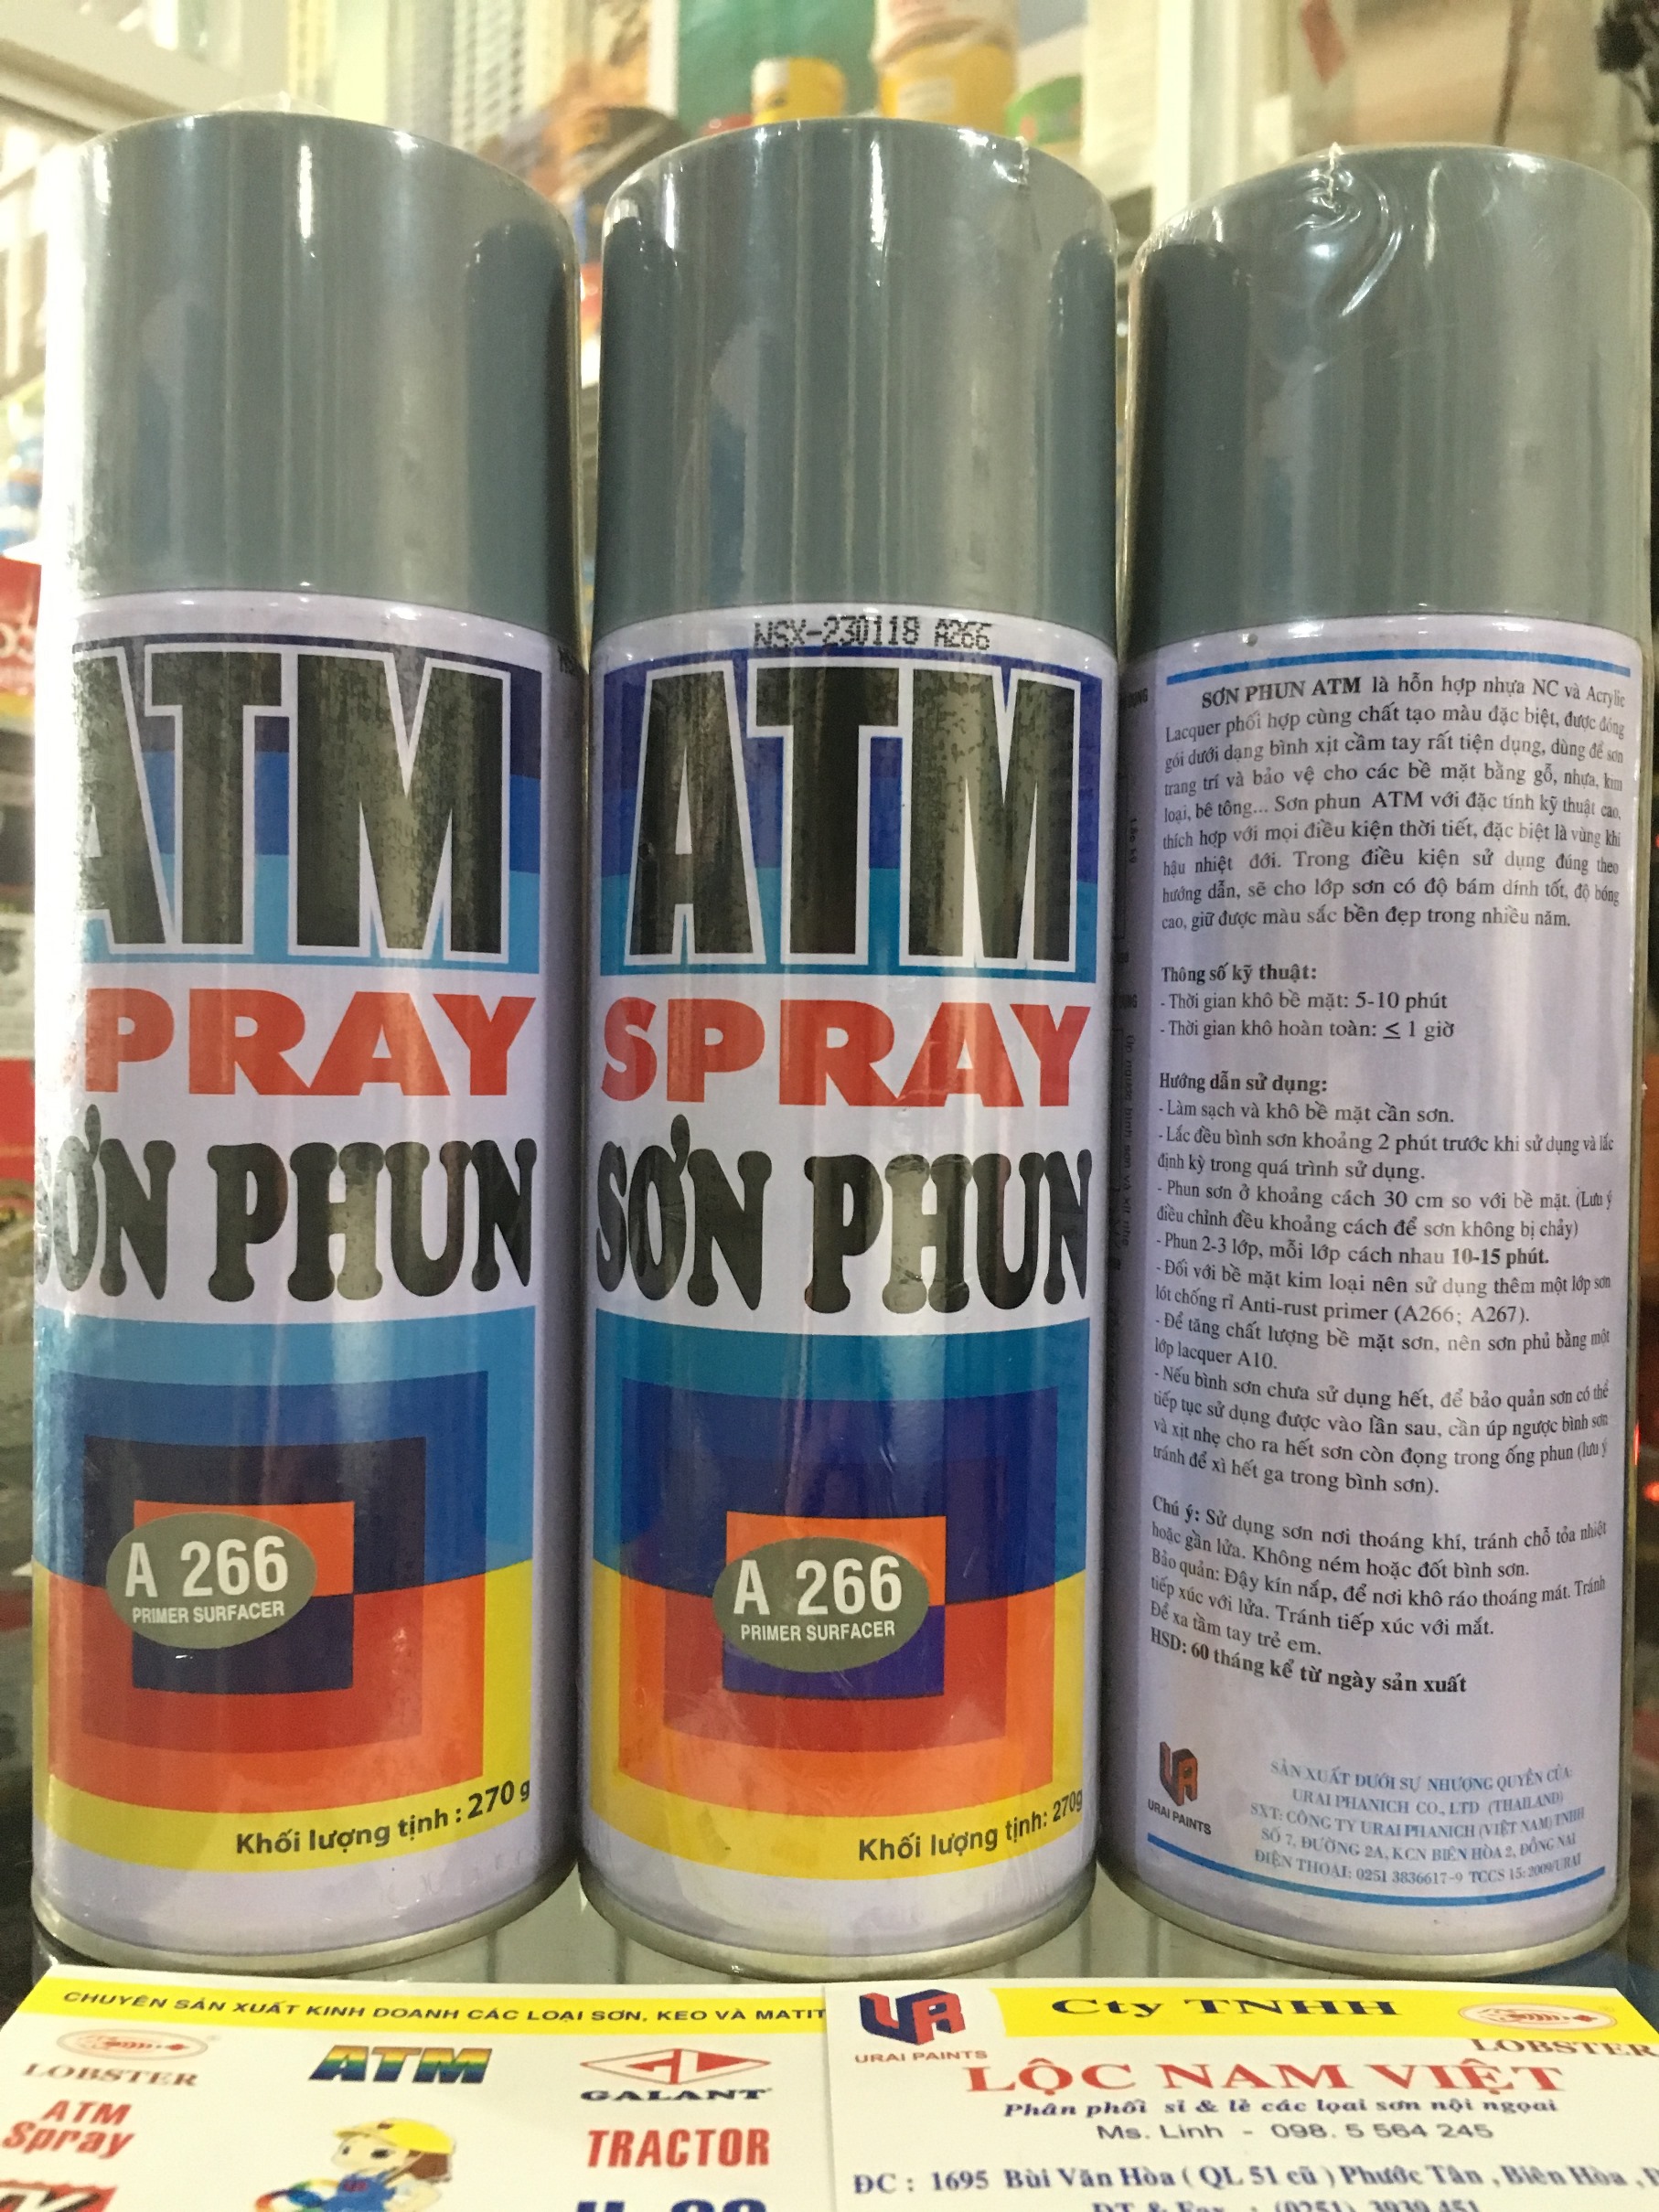 ATM
PRAY
SƠN PHUN
A 266
PRIMER SURFACER
Khối lượng tịnh : 270 g
NSX-230118 A266
ATM
SPRAY
SƠN PHUN
A 266
PRIMER SURFACER
Khối lượng tịnh: 270g
SƠN PHUN ATM là hỗn hợp nhựa NC và Acrylic
Lacquer phối hợp cùng chất tạo màu đặc biệt, được đóng
gói dưới dạng bình xịt cầm tay rất tiện dụng, dùng để sơn
trang trí và bảo vệ cho các bề mặt bằng gỗ, nhựa, kim
loại, bê tông... Sơn phun ATM với đặc tính kỹ thuật cao,
thích hợp với mọi điều kiện thời tiết, đặc biệt là vùng khí
hậu nhiệt đới. Trong điều kiện sử dụng đúng theo
hướng dẫn, sẽ cho lớp sơn có độ bám dính tốt, độ bóng
cao, giữ được màu sắc bền đẹp trong nhiều năm.
Thông số kỹ thuật:
- Thời gian khô bề mặt: 5-10 phút
- Thời gian khô hoàn toàn: ≤ 1 giờ
Hướng dẫn sử dụng:
- Làm sạch và khô bề mặt cần sơn.
- Lắc đều bình sơn khoảng 2 phút trước khi sử dụng và lắc
định kỳ trong quá trình sử dụng.
- Phun sơn ở khoảng cách 30 cm so với bề mặt. (Lưu ý
điều chỉnh đều khoảng cách để sơn không bị chảy)
- Phun 2-3 lớp, mỗi lớp cách nhau 10-15 phút.
- Đối với bề mặt kim loại nên sử dụng thêm một lớp sơn
lót chống rỉ Anti-rust primer (A266; A267).
- Để tăng chất lượng bề mặt sơn, nên sơn phủ bằng một
lớp lacquer A10.
- Nếu bình sơn chưa sử dụng hết, để bảo quản sơn có thể
tiếp tục sử dụng được vào lần sau, cần úp ngược bình sơn
và xịt nhẹ cho ra hết sơn còn đọng trong ống phun (lưu ý
tránh để xì hết ga trong bình sơn).
Chú ý: Sử dụng sơn nơi thoáng khí, tránh chỗ tỏa nhiệt
hoặc gần lửa. Không ném hoặc đốt bình sơn.
Bảo quản: Đậy kín nắp, để nơi khô ráo thoáng mát. Tránh
tiếp xúc với lửa. Tránh tiếp xúc với mắt.
Để xa tầm tay trẻ em.
HSD: 60 tháng kể từ ngày sản xuất
URAI PAINTS
SẢN XUẤT DƯỚI SỰ NHƯỢNG QUYỀN CỦA:
URAI PHANICH CO., LTD (THAILAND)
SXT: CÔNG TY URAI PHANICH (VIỆT NAM) TNHH
SỐ 7, ĐƯỜNG 2A, KCN BIÊN HÒA 2, ĐỒNG NAI
ĐIỆN THOẠI: 0251 3836617-9 TCCS 15: 2009/URAI
CHUYÊN SẢN XUẤT KINH DOANH CÁC LOẠI SƠN, KEO VÀ MATIT
LOBSTER
ATM
GALANT
ATM
Spray
TRACTOR
URAI PAINTS
Cty TNHH
LOBSTER
LỘC NAM VIỆT
Phân phối sỉ & lẻ các loại sơn nội ngoại
Ms. Linh - 098. 5 564 245
ĐC : 1695 Bùi Văn Hòa ( QL 51 cũ ) Phước Tân , Biên Hòa ,
ĐT & Fax : (0251) 3939 451